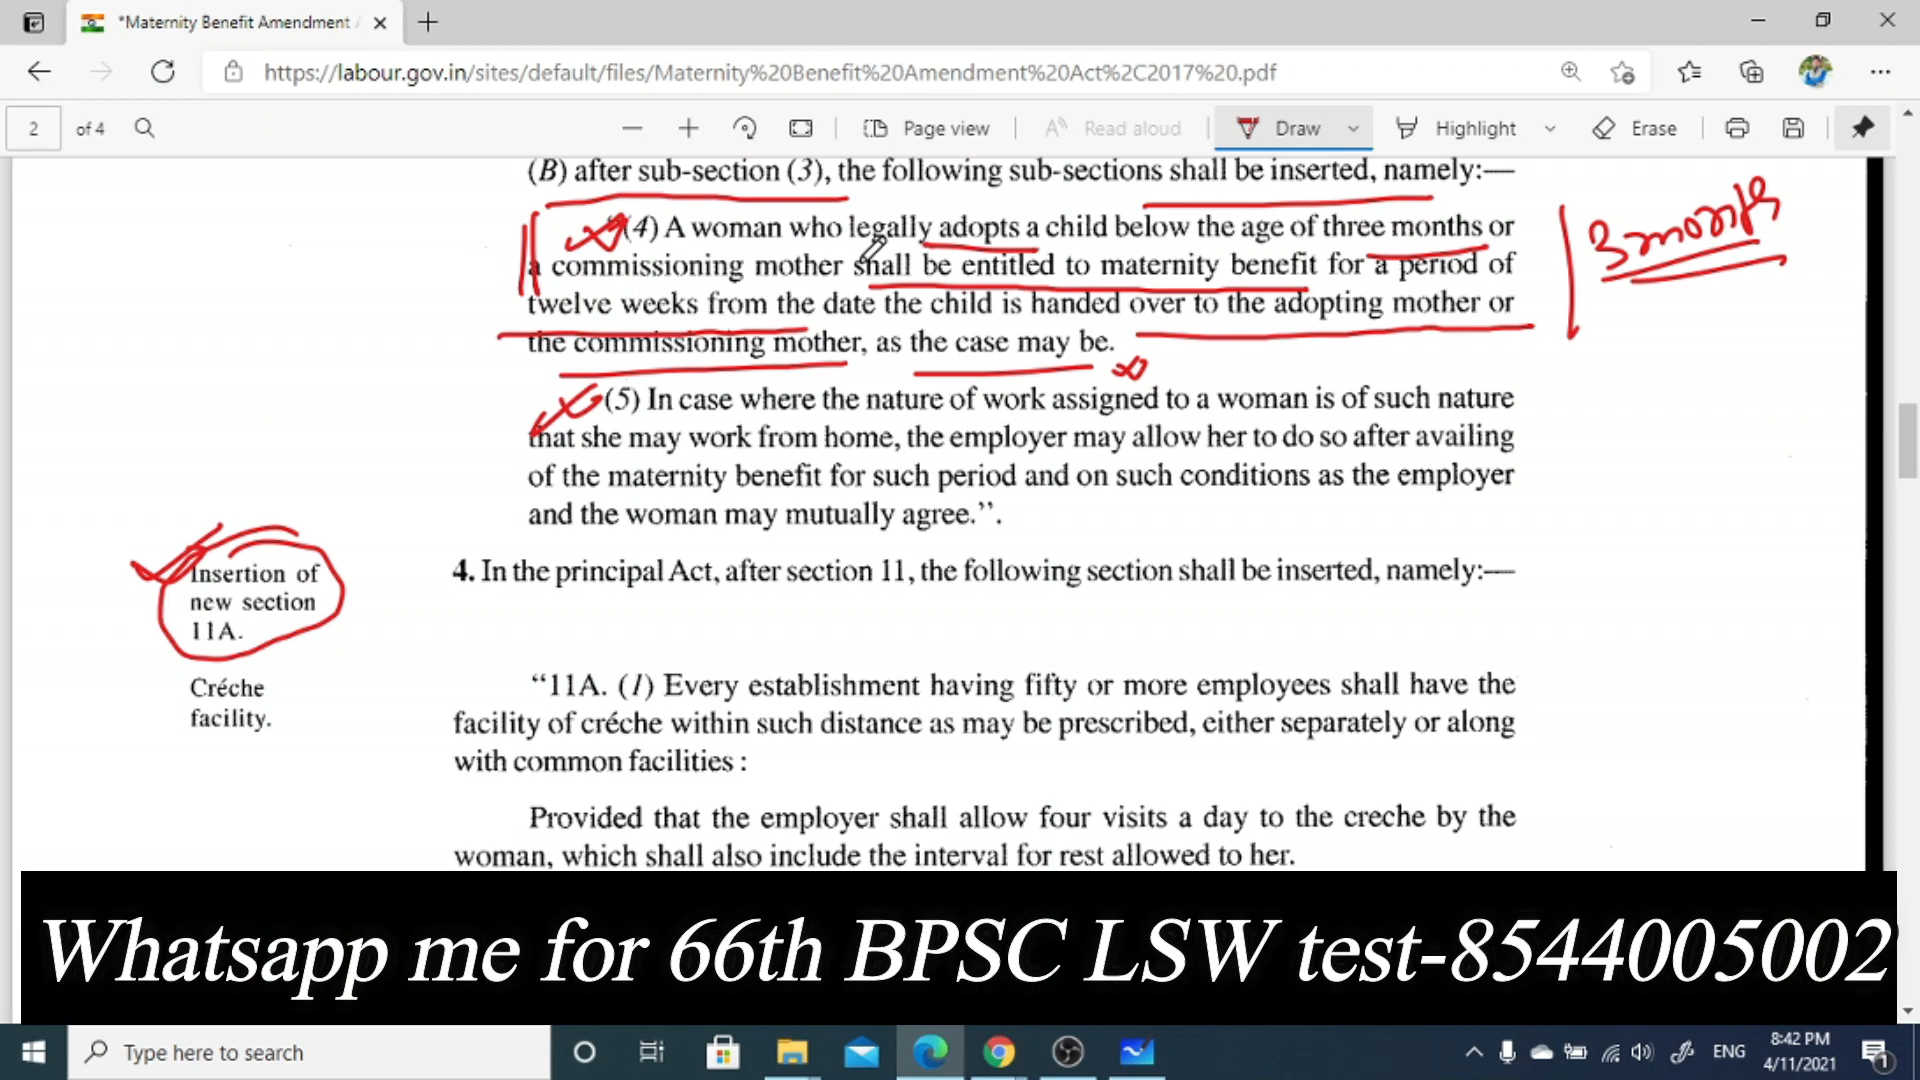 *Maternity Benefit Amendment A
https://labour.gov.in/sites/default/files/Maternity%20Benefit%20Amendment%20Act%2C2017%20.pdf
2 of 4 Page view Read aloud Draw Highlight Erase
(B) after sub-section (3), the following sub-sections shall be inserted, namely:—
(4) A woman who legally adopts a child below the age of three months or
a commissioning mother shall be entitled to maternity benefit for a period of
twelve weeks from the date the child is handed over to the adopting mother or
the commissioning mother, as the case may be.
3 months
(5) In case where the nature of work assigned to a woman is of such nature
that she may work from home, the employer may allow her to do so after availing
of the maternity benefit for such period and on such conditions as the employer
and the woman may mutually agree.”.
Insertion of
new section
11A.
4. In the principal Act, after section 11, the following section shall be inserted, namely:—
Créche
facility.
“11A. (1) Every establishment having fifty or more employees shall have the
facility of créche within such distance as may be prescribed, either separately or along
with common facilities :
Provided that the employer shall allow four visits a day to the creche by the
woman, which shall also include the interval for rest allowed to her.
Whatsapp me for 66th BPSC LSW test-8544005002
Type here to search
ENG
8:42 PM
4/11/2021
1